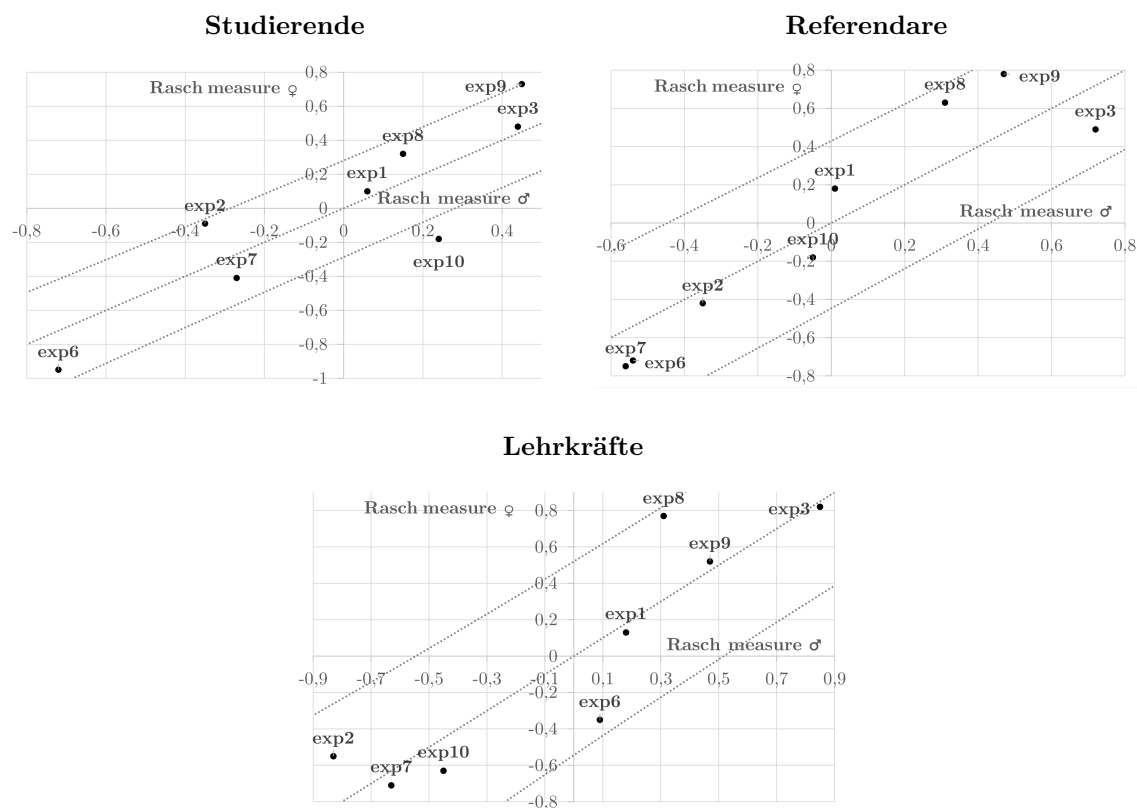 Studierende
Rasch measure ♀
0,8
0,6
0,4
0,2
0
-0,2
-0,4
-0,6
-0,8
-1
-0,8 -0,6 -0,4 -0,2 0 0,2 0,4
Rasch measure ♂
exp9
exp3
exp8
exp1
exp2
exp10
exp7
exp6
Referendare
Rasch measure ♀
0,8
0,6
0,4
0,2
0
-0,2
-0,4
-0,6
-0,8
-0,6 -0,4 -0,2 0 0,2 0,4 0,6 0,8
Rasch measure ♂
exp9
exp8
exp3
exp1
exp10
exp2
exp7
exp6
Lehrkräfte
Rasch measure ♀
0,8
0,6
0,4
0,2
0
-0,2
-0,4
-0,6
-0,8
-0,9 -0,7 -0,5 -0,3 -0,1 0,1 0,3 0,5 0,7 0,9
Rasch measure ♂
exp8
exp3
exp9
exp1
exp6
exp2
exp10
exp7